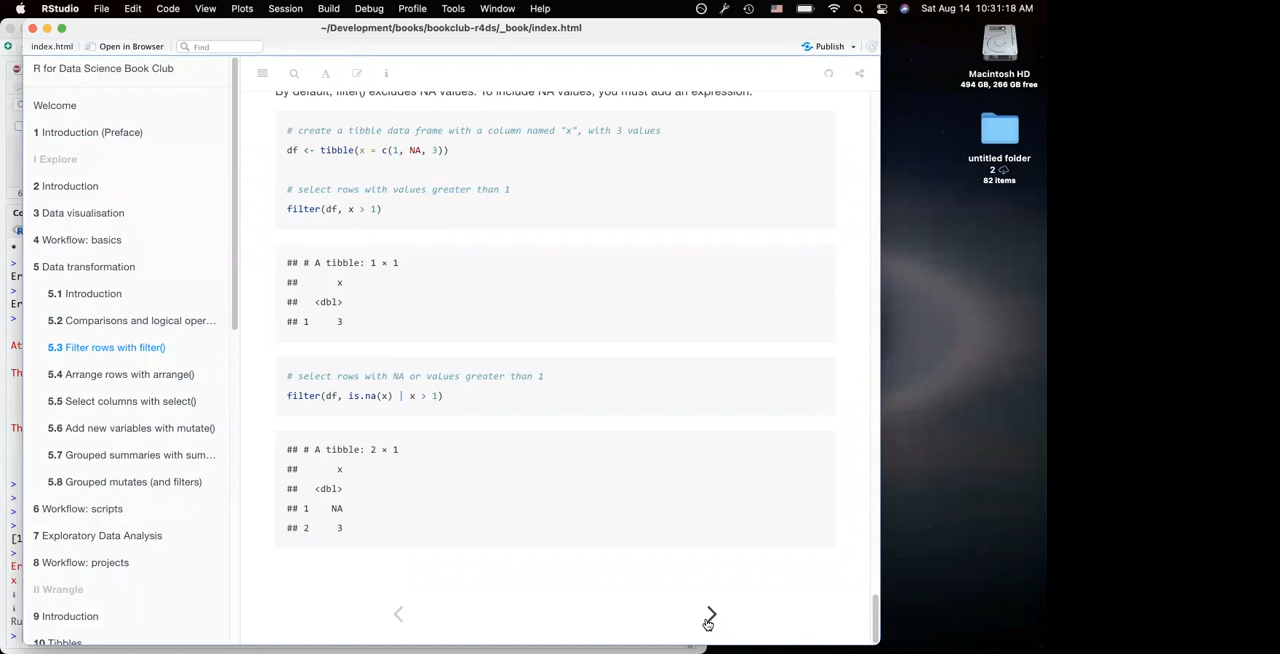 RStudio File Edit Code View Plots Session Build Debug Profile Tools Window Help Sat Aug 14 10:31:18 AM
~/Development/books/bookclub-r4ds/_book/index.html
index.html Open in Browser Find Publish
R for Data Science Book Club
Welcome
1 Introduction (Preface)
I Explore
2 Introduction
3 Data visualisation
4 Workflow: basics
5 Data transformation
5.1 Introduction
5.2 Comparisons and logical oper…
5.3 Filter rows with filter()
5.4 Arrange rows with arrange()
5.5 Select columns with select()
5.6 Add new variables with mutate()
5.7 Grouped summaries with sum…
5.8 Grouped mutates (and filters)
6 Workflow: scripts
7 Exploratory Data Analysis
8 Workflow: projects
II Wrangle
9 Introduction
10 Tibbles
By default, filter() excludes NA values. To include NA values, you must add an expression.
# create a tibble data frame with a column named "x", with 3 values
df <- tibble(x = c(1, NA, 3))
# select rows with values greater than 1
filter(df, x > 1)
## # A tibble: 1 × 1
## x
## <dbl>
## 1 3
# select rows with NA or values greater than 1
filter(df, is.na(x) | x > 1)
## # A tibble: 2 × 1
## x
## <dbl>
## 1 NA
## 2 3
Macintosh HD
494 GB, 266 GB free
untitled folder
2
82 items